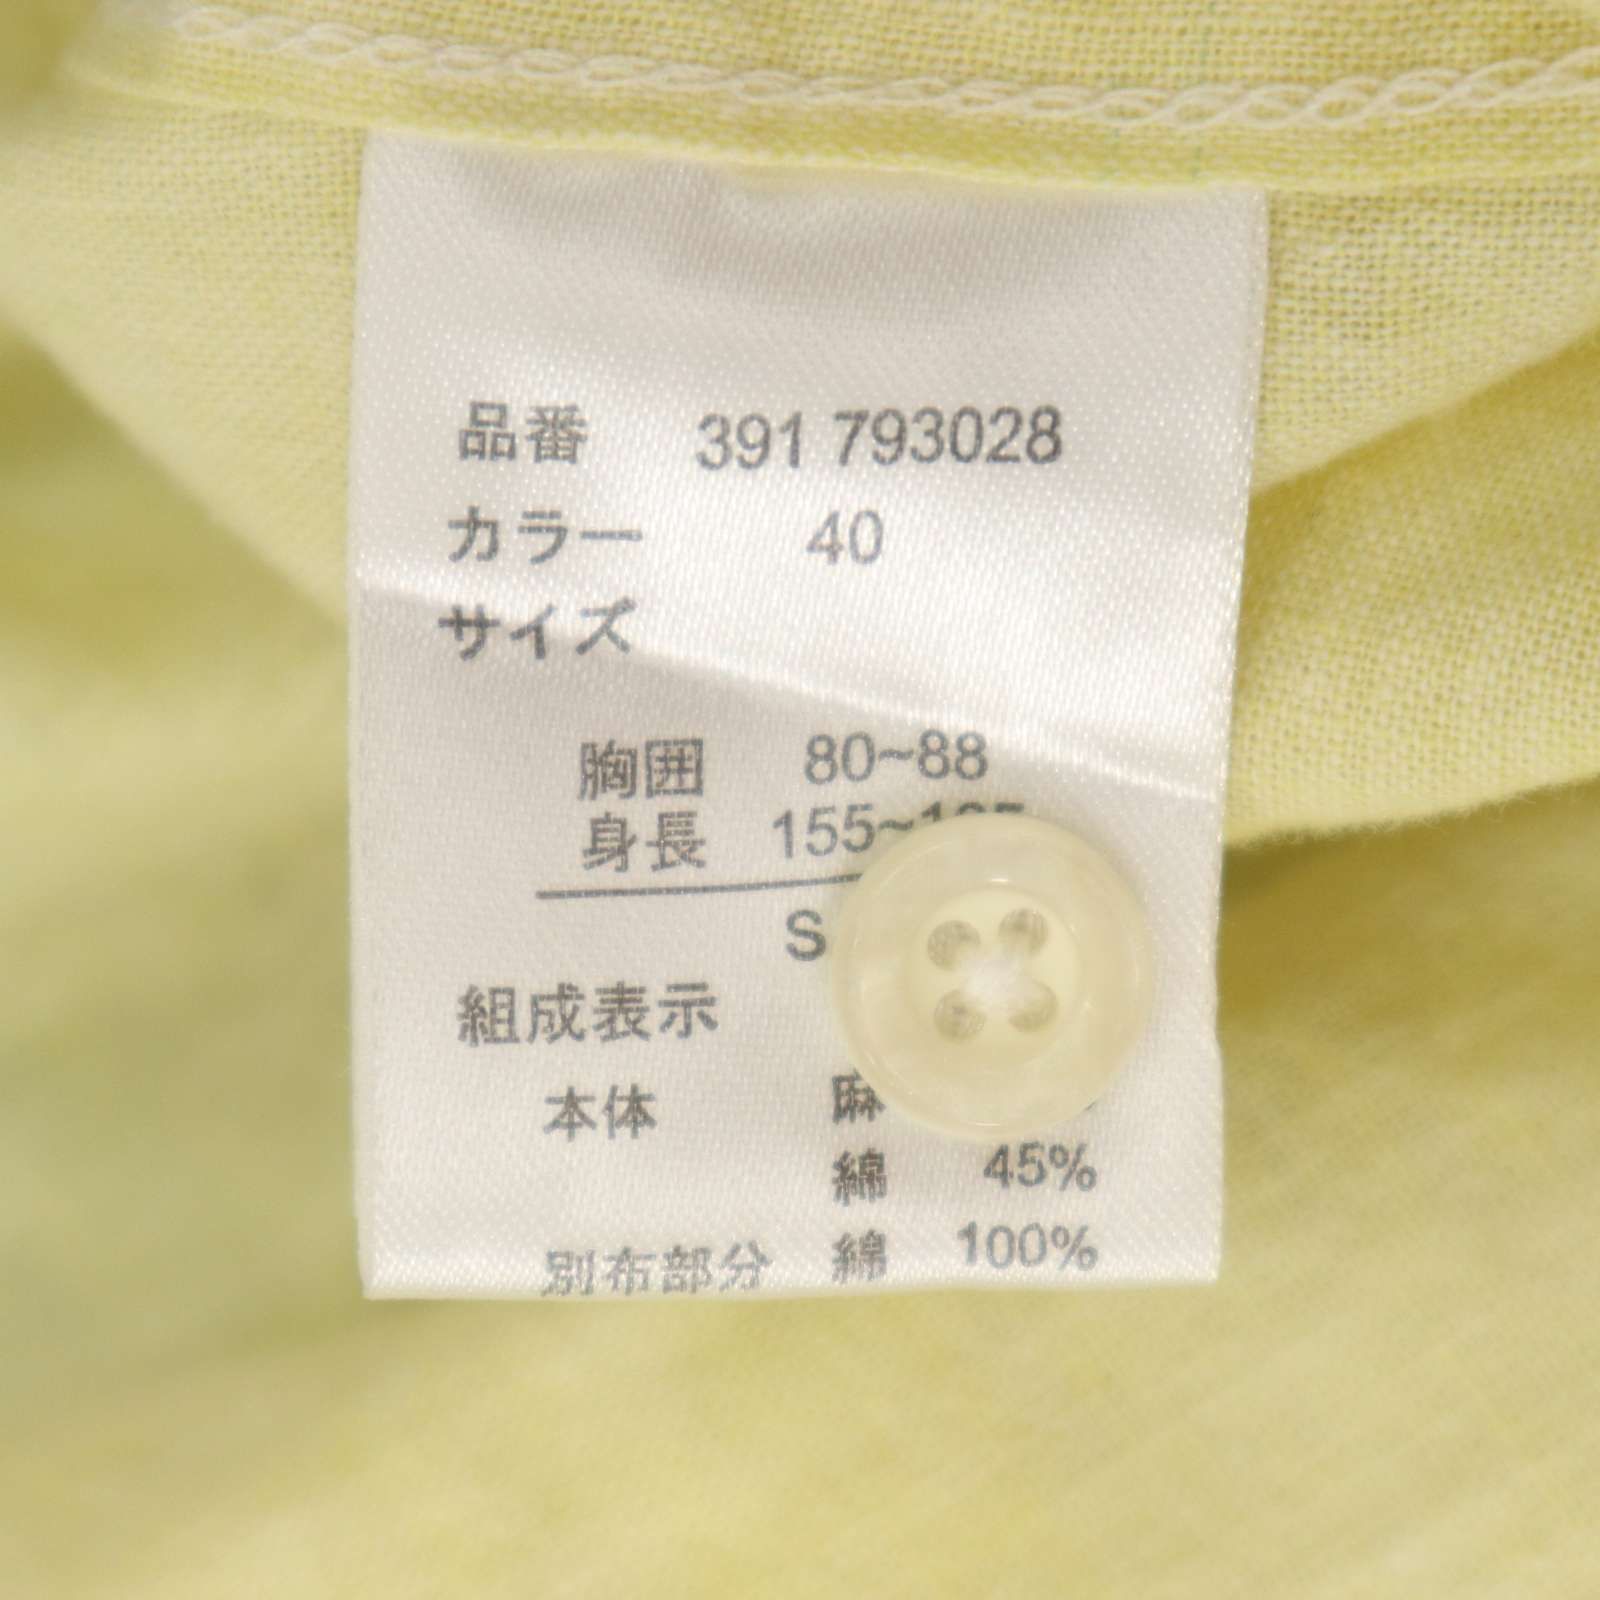 品番 391 793028
カラー 40
サイズ
胸囲 80~88
身長 155~
S
組成表示
本体 麻
綿 45%
別布部分 綿 100%